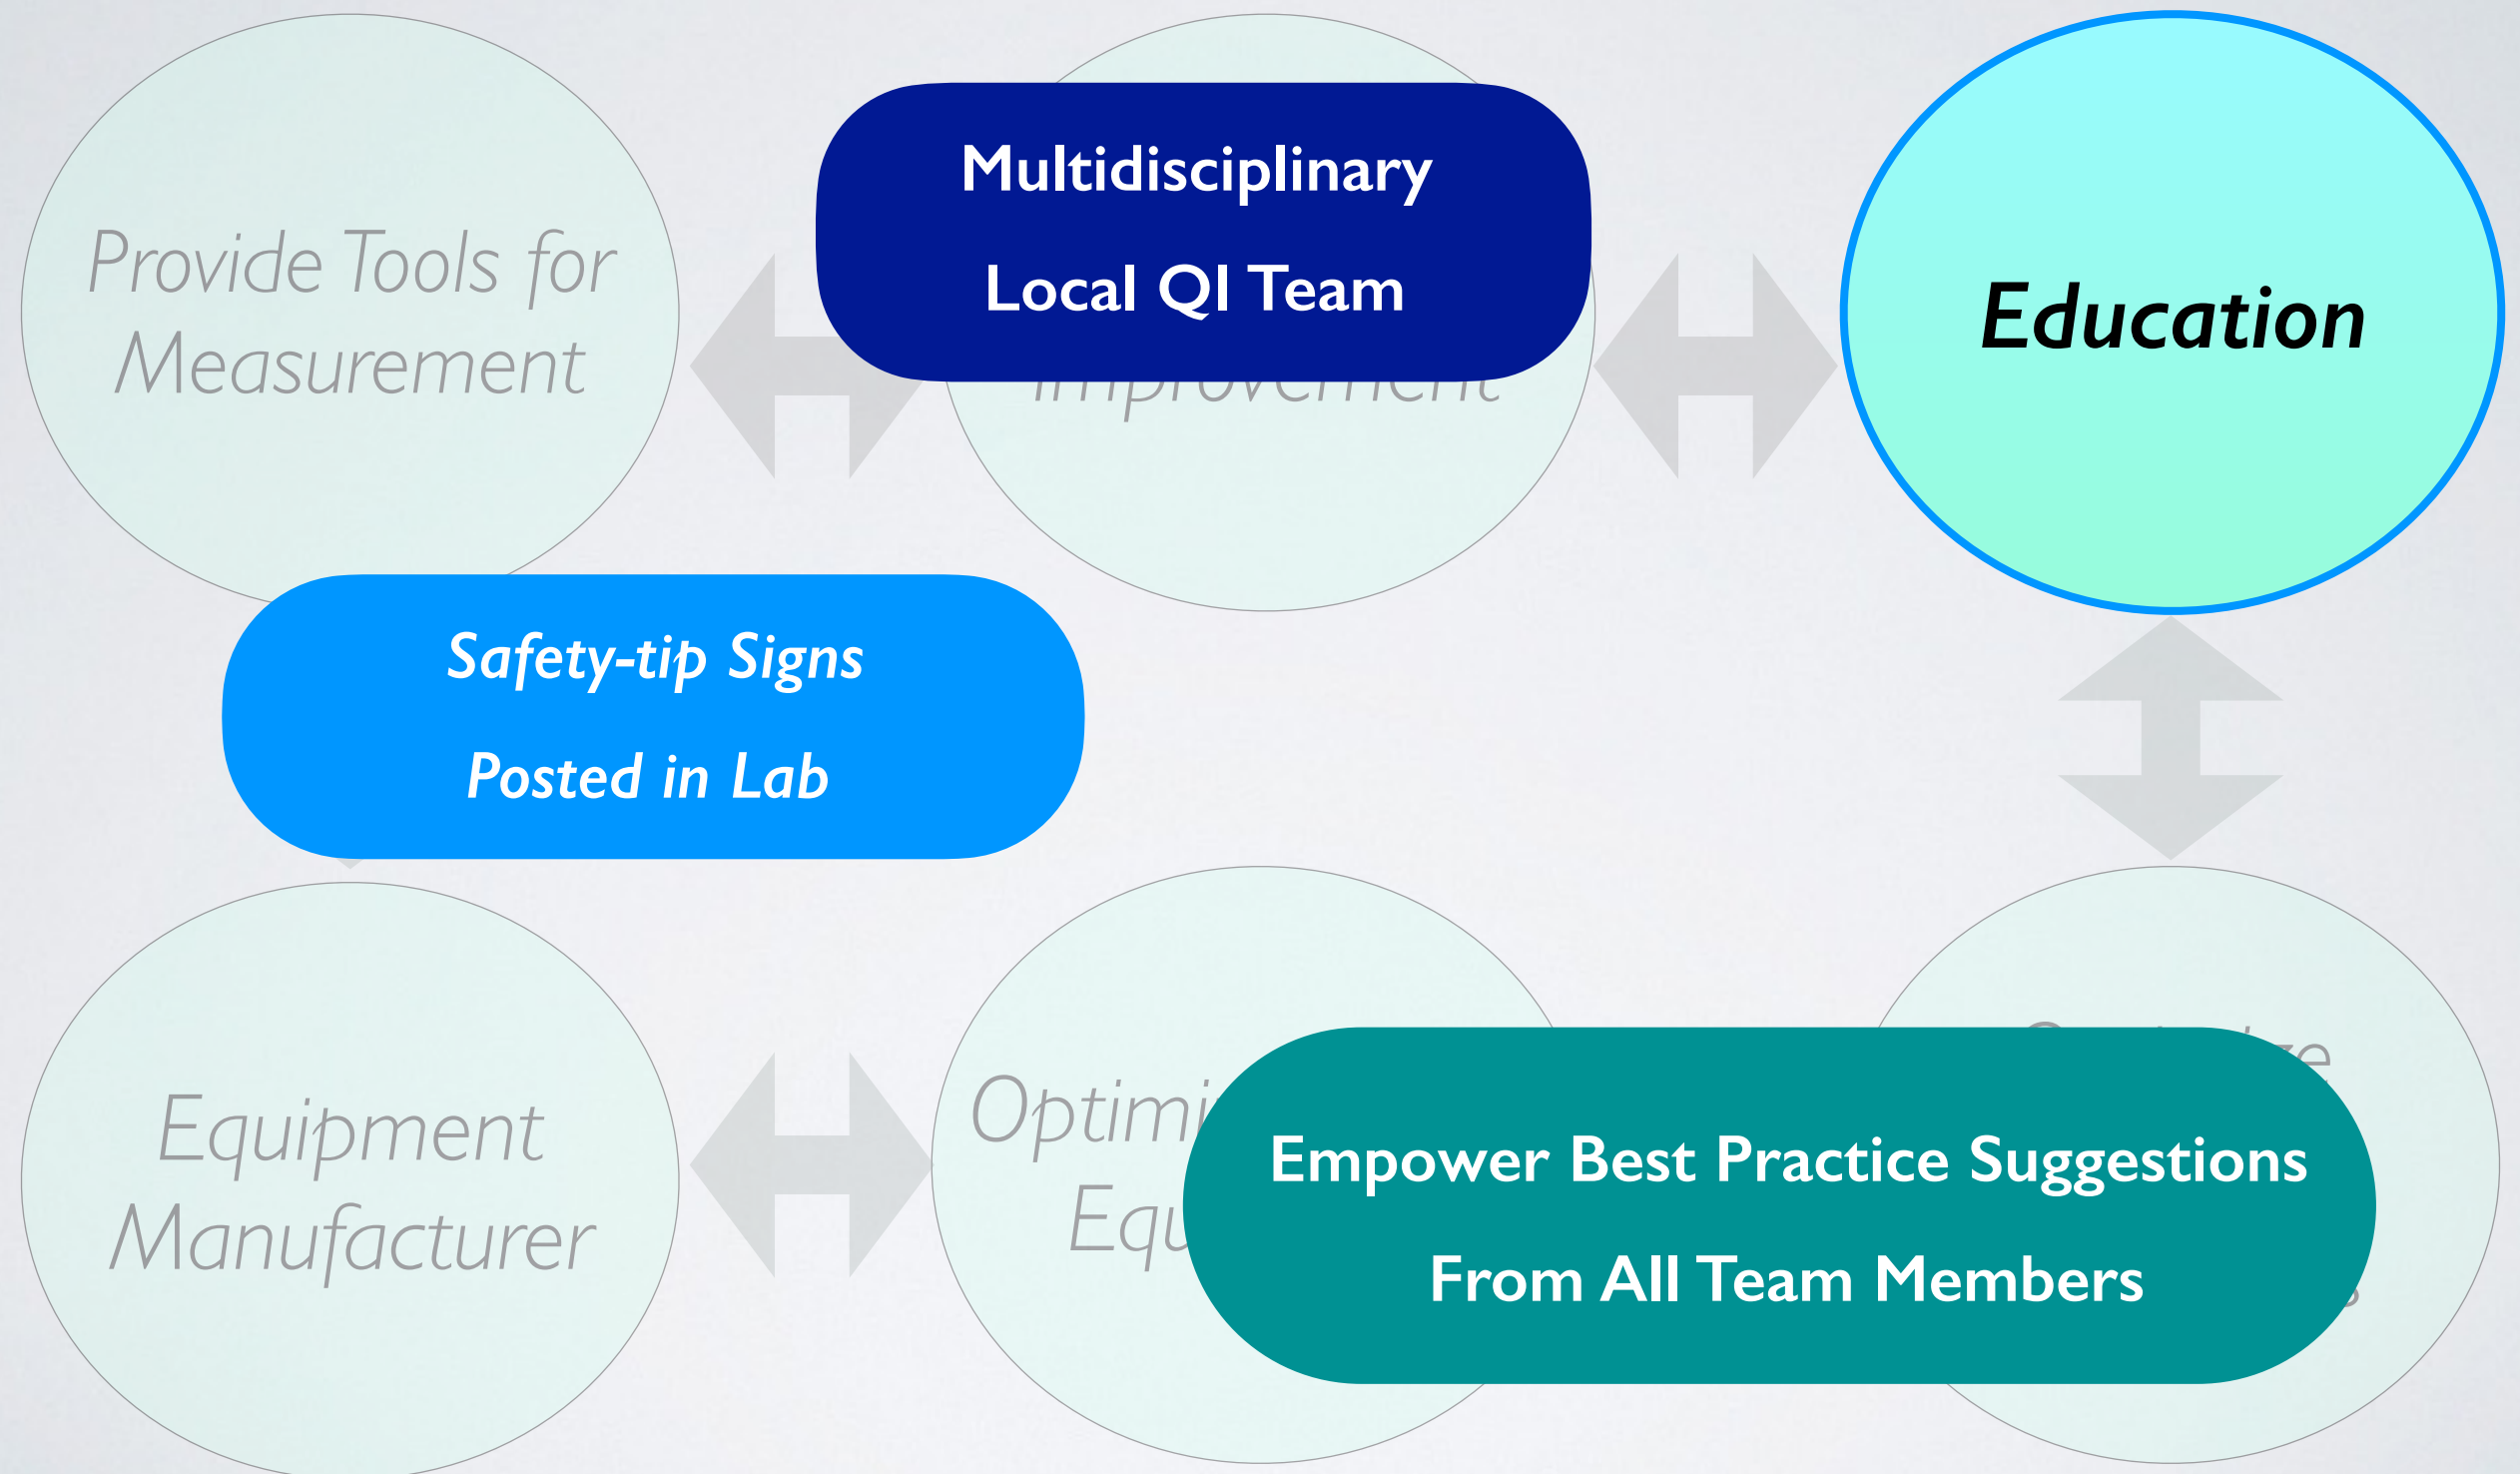 Multidisciplinary
Local QI Team
Provide Tools for
Measurement
Improvement
Education
Safety-tip Signs
Posted in Lab
Equipment
Manufacturer
Empower Best Practice Suggestions
From All Team Members